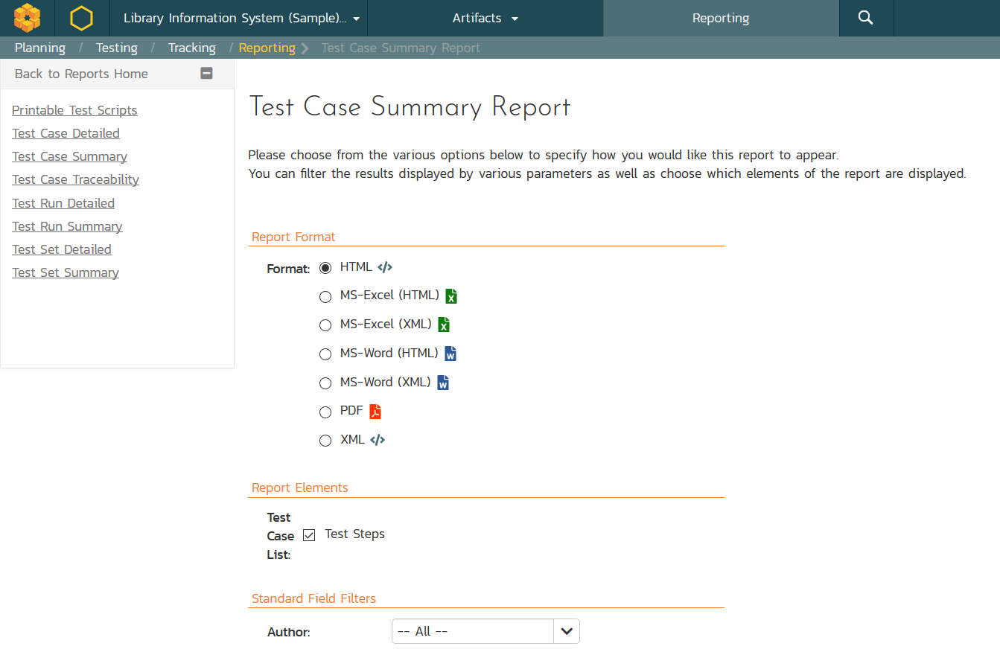 Library Information System (Sample)... Artifacts Reporting
Planning / Testing / Tracking / Reporting Test Case Summary Report
Back to Reports Home
Printable Test Scripts
Test Case Detailed
Test Case Summary
Test Case Traceability
Test Run Detailed
Test Run Summary
Test Set Detailed
Test Set Summary
Test Case Summary Report
Please choose from the various options below to specify how you would like this report to appear.
You can filter the results displayed by various parameters as well as choose which elements of the report are displayed.
Report Format
Format: HTML </>
MS-Excel (HTML) X
MS-Excel (XML) X
MS-Word (HTML) W
MS-Word (XML) W
PDF
XML </>
Report Elements
Test
Case Test Steps
List:
Standard Field Filters
Author: -- All --